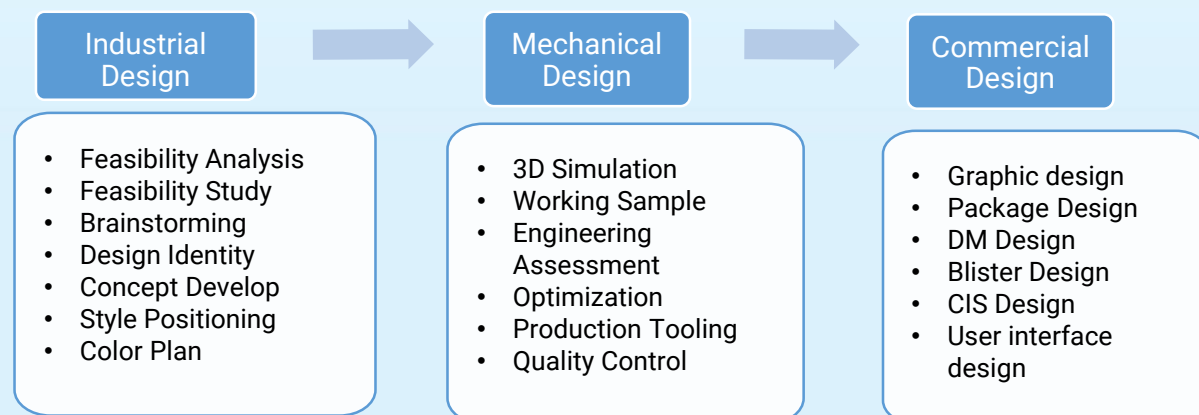 Industrial
Design
Mechanical
Design
Commercial
Design
• Feasibility Analysis
• Feasibility Study
• Brainstorming
• Design Identity
• Concept Develop
• Style Positioning
• Color Plan
• 3D Simulation
• Working Sample
• Engineering
Assessment
• Optimization
• Production Tooling
• Quality Control
• Graphic design
• Package Design
• DM Design
• Blister Design
• CIS Design
• User interface
design